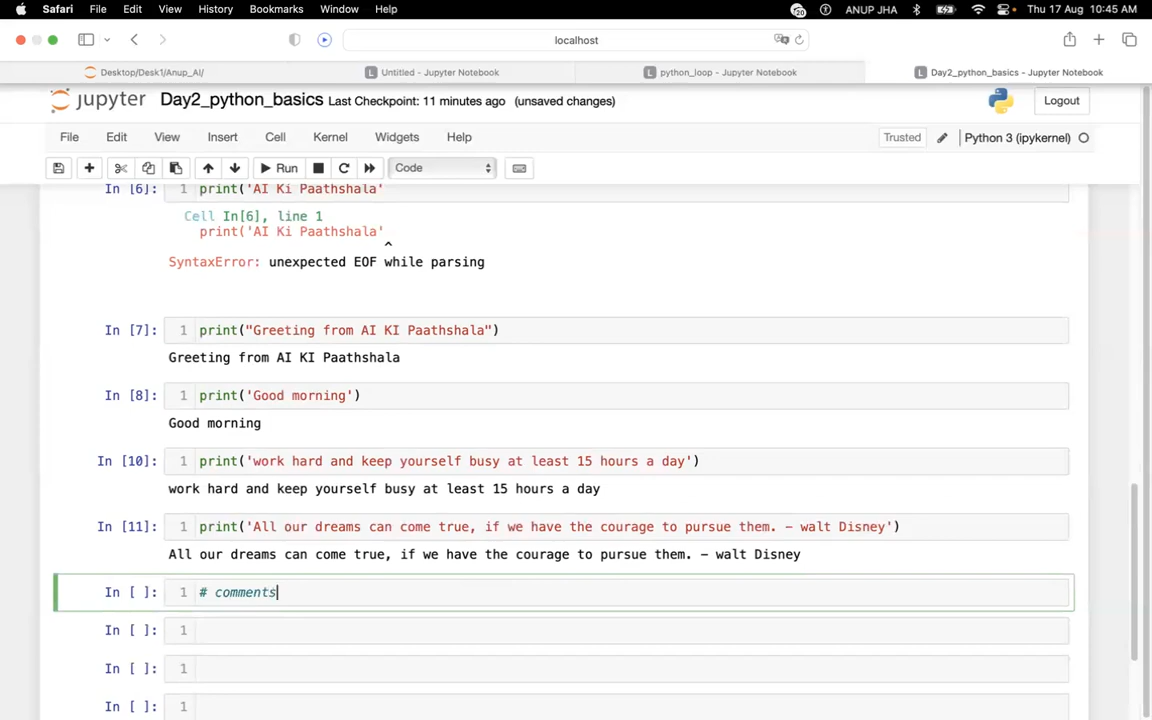 Safari File Edit View History Bookmarks Window Help 20 ANUP JHA Thu 17 Aug 10:45 AM
localhost
Desktop/Desk1/Anup_AI/ Untitled - Jupyter Notebook python_loop - Jupyter Notebook Day2_python_basics - Jupyter Notebook
jupyter Day2_python_basics Last Checkpoint: 11 minutes ago (unsaved changes) Logout
File Edit View Insert Cell Kernel Widgets Help Trusted Python 3 (ipykernel)
Run Code
In [6]: 1 print('AI Ki Paathshala'
Cell In[6], line 1
print('AI Ki Paathshala'
^
SyntaxError: unexpected EOF while parsing
In [7]: 1 print("Greeting from AI KI Paathshala")
Greeting from AI KI Paathshala
In [8]: 1 print('Good morning')
Good morning
In [10]: 1 print('work hard and keep yourself busy at least 15 hours a day')
work hard and keep yourself busy at least 15 hours a day
In [11]: 1 print('All our dreams can come true, if we have the courage to pursue them. – walt Disney')
All our dreams can come true, if we have the courage to pursue them. – walt Disney
In [ ]: 1 # comments
In [ ]: 1
In [ ]: 1
In [ ]: 1